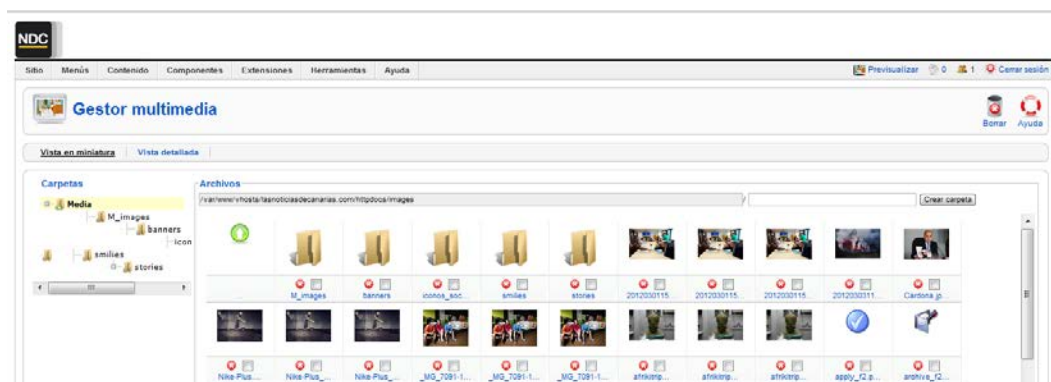 NDC
Sitio Menús Contenido Componentes Extensiones Herramientas Ayuda Previsualizar 0 1 Cerrar sesión
Gestor multimedia
Borrar Ayuda
Vista en miniatura Vista detallada
Carpetas
Media
M_images
banners
icon
smilies
stories
Archivos
/var/www/vhosts/lasnoticiasdecanarias.com/httpdocs/images / Crear carpeta
M_images banners iconos_soc... smilies stories 2012030115... 2012030115... 2012030115... 2012030311... Cardona.jp...
Nike-Plus_... Nike-Plus_... Nike-Plus_... _MG_7091-1... _MG_7091-1... _MG_7091-1... afrikitrip... afrikitrip... afrikitrip... apply_f2.p... archive_f2...